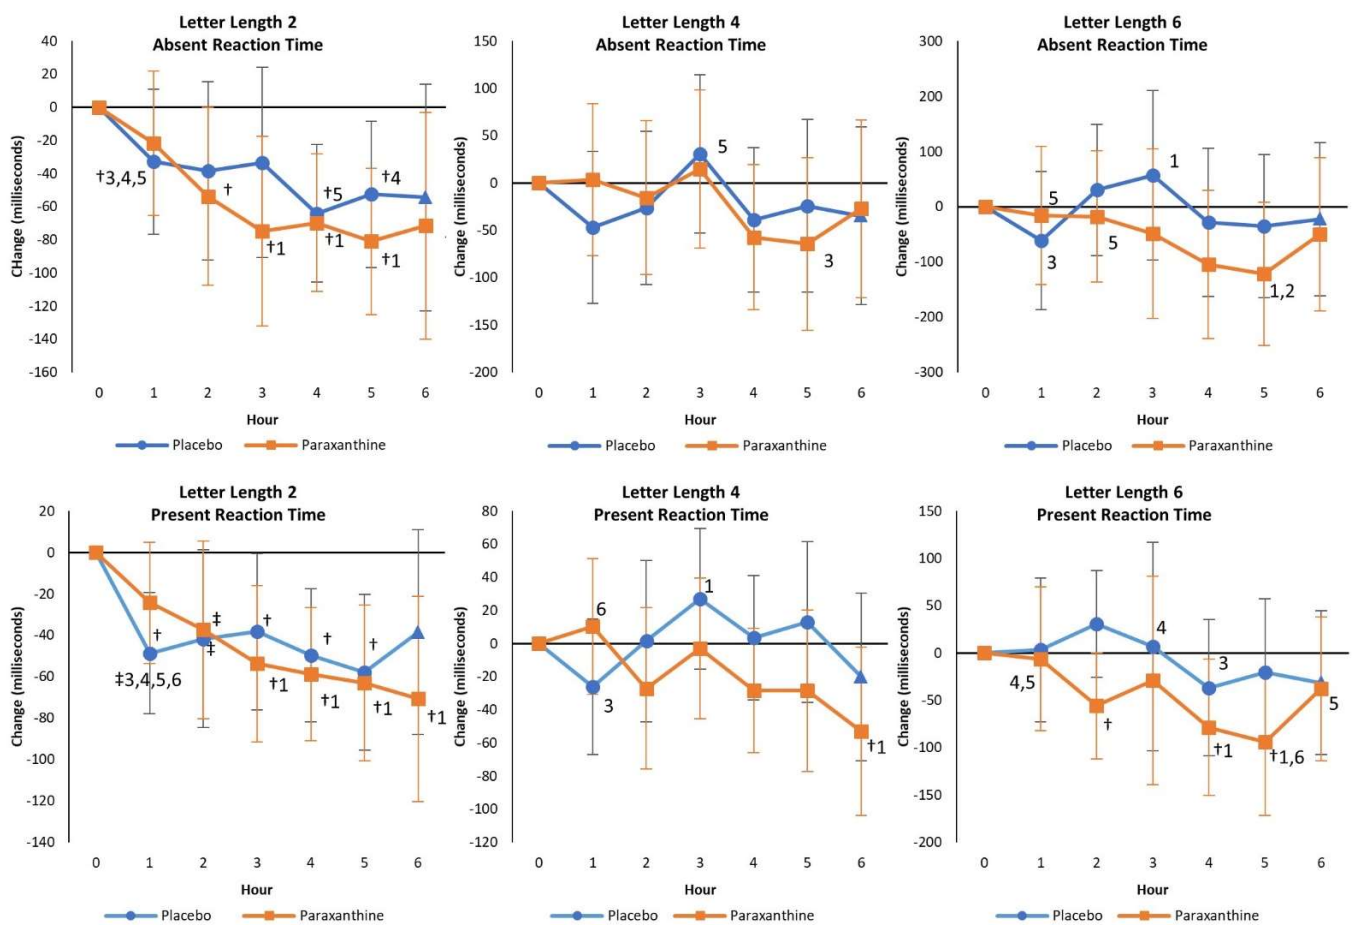 Letter Length 2
Absent Reaction Time
CHange (milliseconds)
40
20
0
-20
-40
-60
-80
-100
-120
-140
-160
†3,4,5
†
†1
†5
†1
†4
†1
0 1 2 3 4 5 6
Hour
Placebo Paraxanthine
Letter Length 4
Absent Reaction Time
Change (milliseconds)
150
100
50
0
-50
-100
-150
-200
5
3
0 1 2 3 4 5 6
Hour
Placebo Paraxanthine
Letter Length 6
Absent Reaction Time
Change (milliseconds)
300
200
100
0
-100
-200
-300
5
3
5
1
1,2
0 1 2 3 4 5 6
Hour
Placebo Paraxanthine
Letter Length 2
Present Reaction Time
Change (milliseconds)
20
0
-20
-40
-60
-80
-100
-120
-140
†
‡3,4,5,6
‡
‡
†
†1
†
†1
†
†1
†1
0 1 2 3 4 5 6
Hour
Placebo Paraxanthine
Letter Length 4
Present Reaction Time
Change (milliseconds)
80
60
40
20
0
-20
-40
-60
-80
-100
-120
6
3
1
†1
0 1 2 3 4 5 6
Hour
Placebo Paraxanthine
Letter Length 6
Present Reaction Time
Change (milliseconds)
150
100
50
0
-50
-100
-150
-200
4,5
†
4
3
†1
†1,6
5
0 1 2 3 4 5 6
Hour
Placebo Paraxanthine